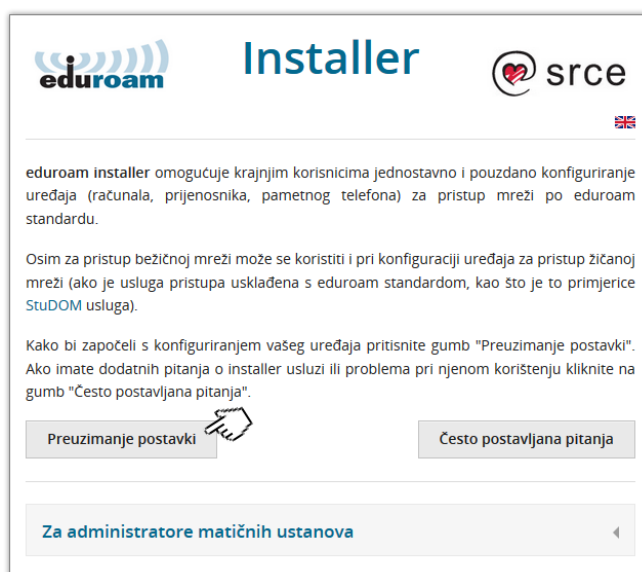 eduroam
Installer
srce
eduroam installer omogućuje krajnjim korisnicima jednostavno i pouzdano konfiguriranje
uređaja (računala, prijenosnika, pametnog telefona) za pristup mreži po eduroam
standardu.
Osim za pristup bežičnoj mreži može se koristiti i pri konfiguraciji uređaja za pristup žičanoj
mreži (ako je usluga pristupa usklađena s eduroam standardom, kao što je to primjerice
StuDOM usluga).
Kako bi započeli s konfiguriranjem vašeg uređaja pritisnite gumb "Preuzimanje postavki".
Ako imate dodatnih pitanja o installer usluzi ili problema pri njenom korištenju kliknite na
gumb "Često postavljana pitanja".
Preuzimanje postavki
Često postavljana pitanja
Za administratore matičnih ustanova